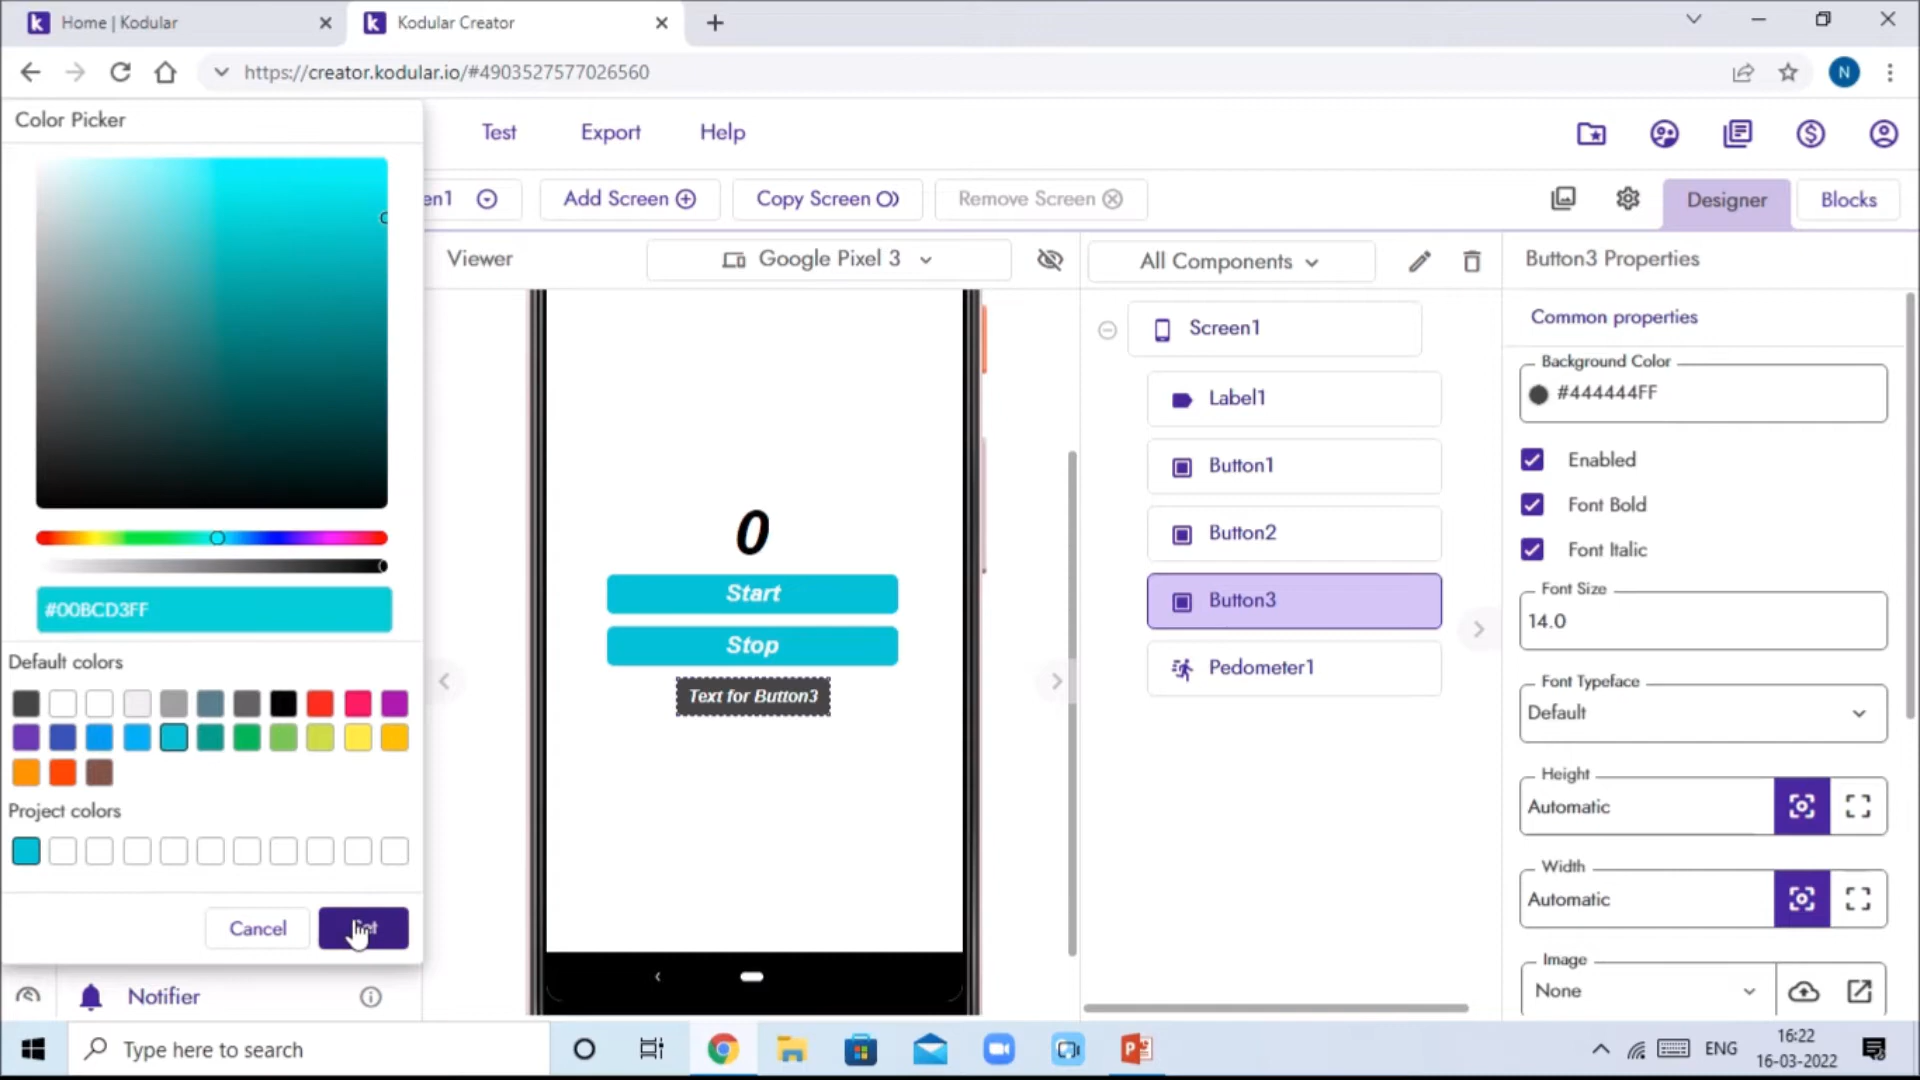 Home | Kodular
Kodular Creator
https://creator.kodular.io/#4903527577026560
N
Color Picker
Test
Export
Help
en1
Add Screen
Copy Screen
Remove Screen
Designer
Blocks
Viewer
Google Pixel 3
All Components
Button3 Properties
Screen1
Label1
Button1
Button2
Button3
Pedometer1
Common properties
Background Color
#444444FF
Enabled
Font Bold
Font Italic
Font Size
14.0
Font Typeface
Default
Height
Automatic
Width
Automatic
Image
None
0
Start
Stop
Text for Button3
#00BCD3FF
Default colors
Project colors
Cancel
Notifier
Type here to search
ENG
16:22
16-03-2022